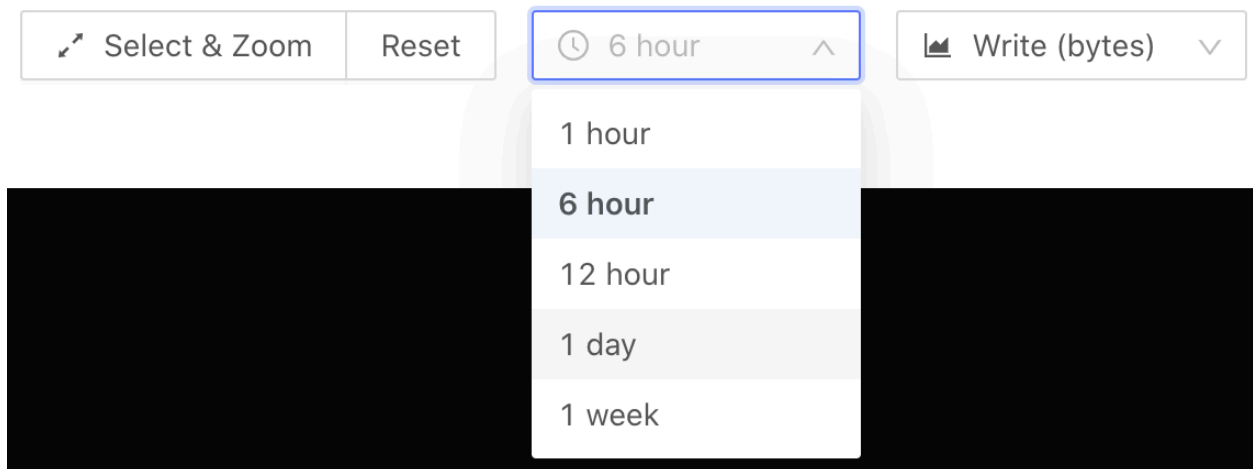 Select & Zoom Reset 6 hour Write (bytes)
1 hour
6 hour
12 hour
1 day
1 week